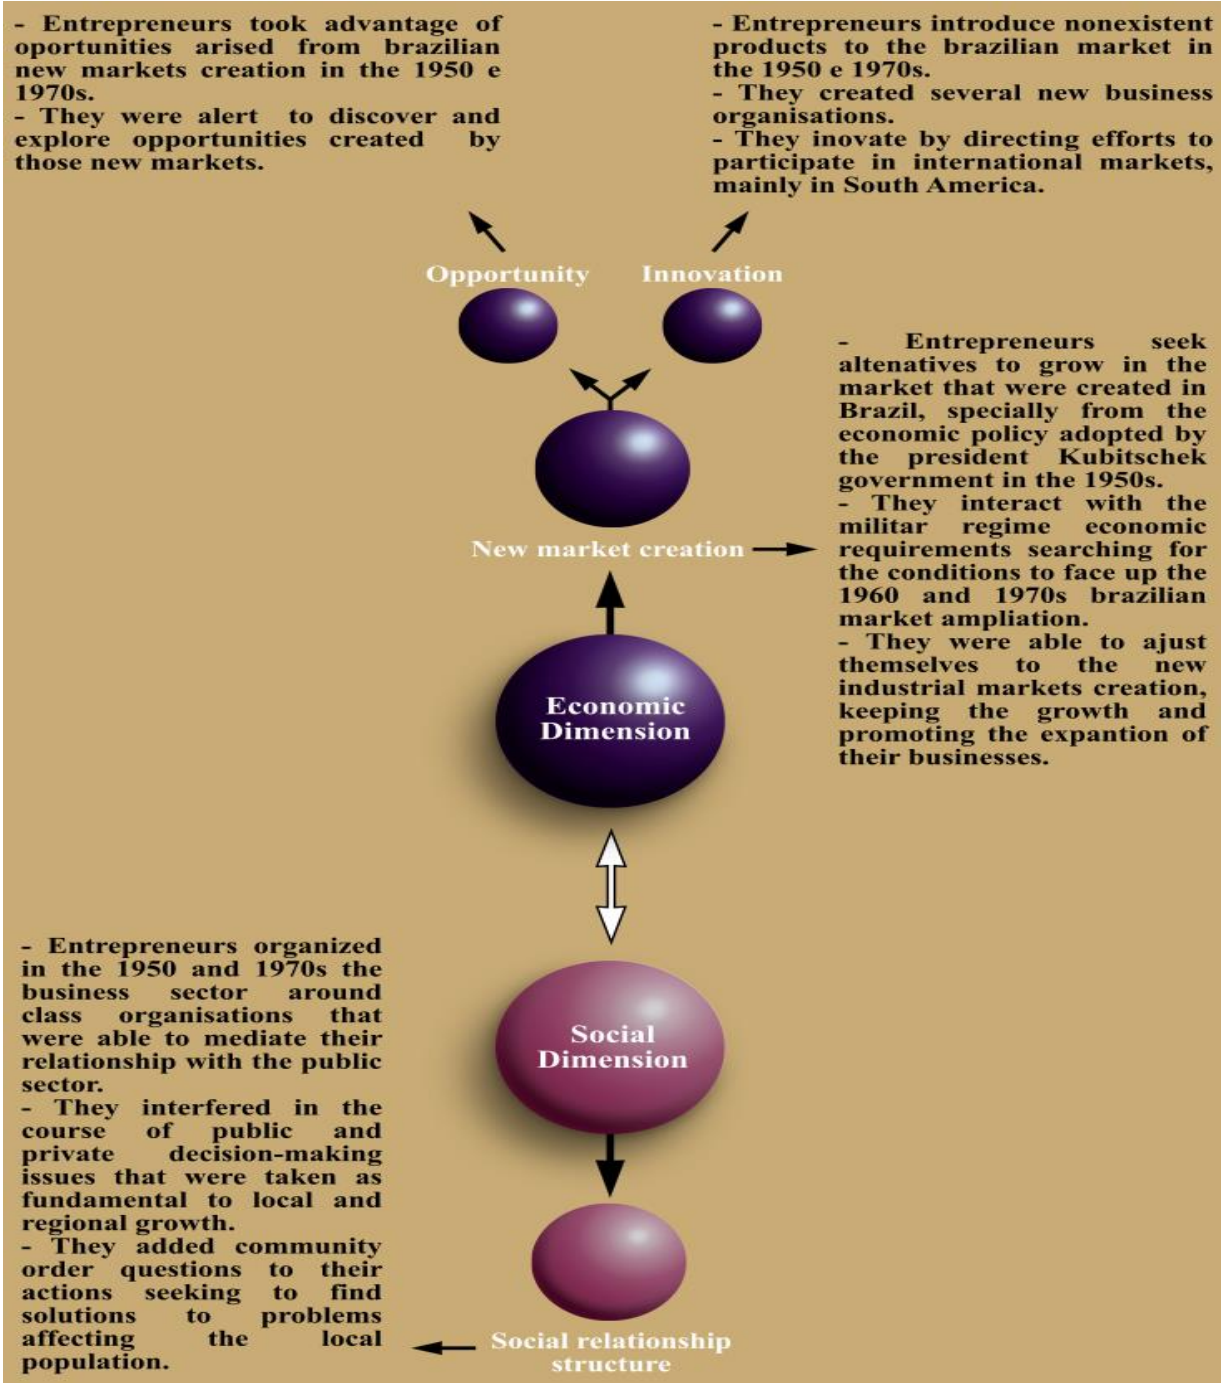 - Entrepreneurs took advantage of
oportunities arised from brazilian
new markets creation in the 1950 e
1970s.
- They were alert to discover and
explore opportunities created by
those new markets.
- Entrepreneurs introduce nonexistent
products to the brazilian market in
the 1950 e 1970s.
- They created several new business
organisations.
- They inovate by directing efforts to
participate in international markets,
mainly in South America.
Opportunity
Innovation
- Entrepreneurs seek
altenatives to grow in the
market that were created in
Brazil, specially from the
economic policy adopted by
the president Kubitschek
government in the 1950s.
- They interact with the
militar regime economic
requirements searching for
the conditions to face up the
1960 and 1970s brazilian
market ampliation.
- They were able to ajust
themselves to the new
industrial markets creation,
keeping the growth and
promoting the expantion of
their businesses.
New market creation
Economic
Dimension
- Entrepreneurs organized
in the 1950 and 1970s the
business sector around
class organisations that
were able to mediate their
relationship with the public
sector.
- They interfered in the
course of public and
private decision-making
issues that were taken as
fundamental to local and
regional growth.
- They added community
order questions to their
actions seeking to find
solutions to problems
affecting the local
population.
Social
Dimension
Social relationship
structure